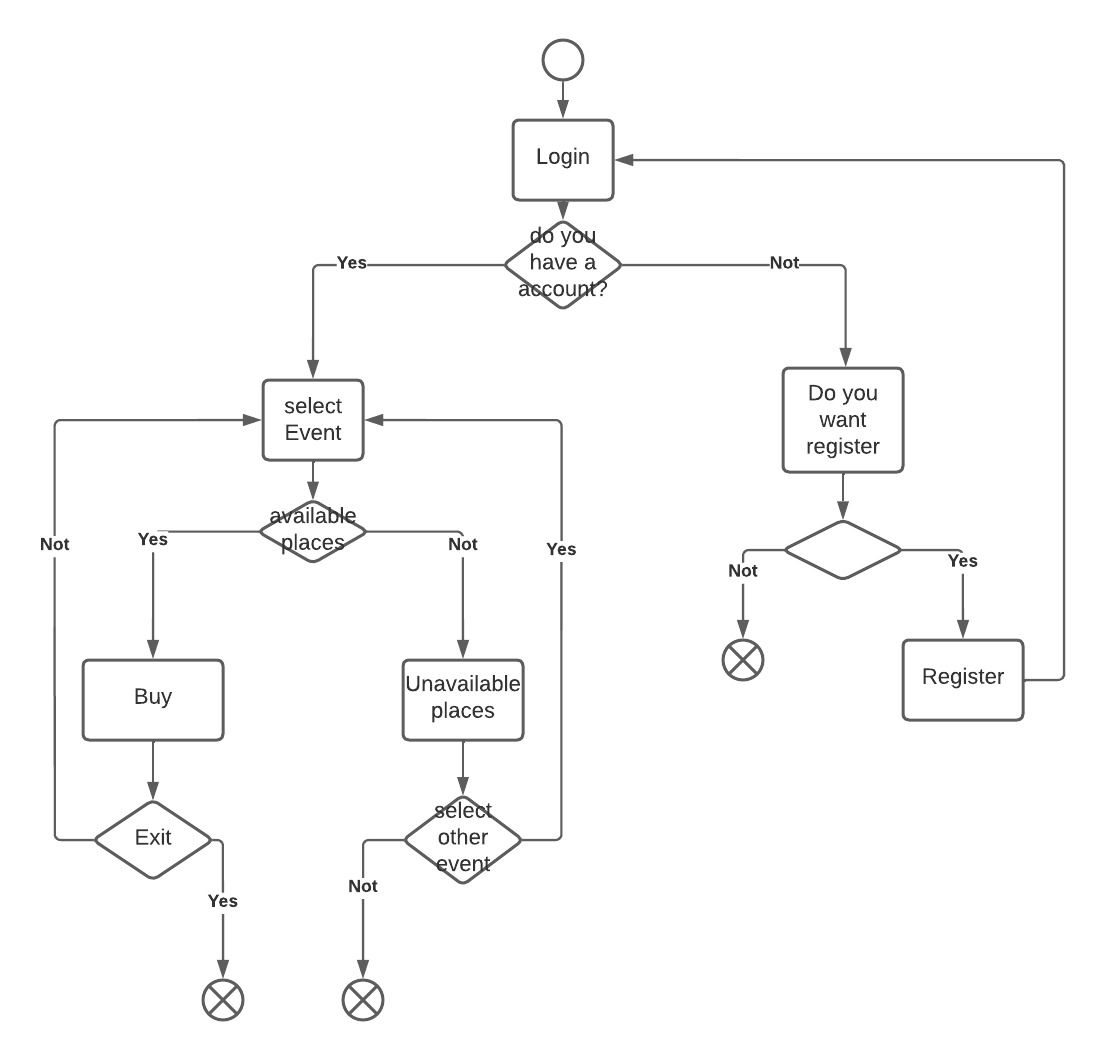 Login
do you
have a
account?
Yes
Not
select
Event
Do you
want
register
available
places
Yes
Not
Not
Yes
Not
Yes
Buy
Unavailable
places
Register
Exit
select
other
event
Yes
Not